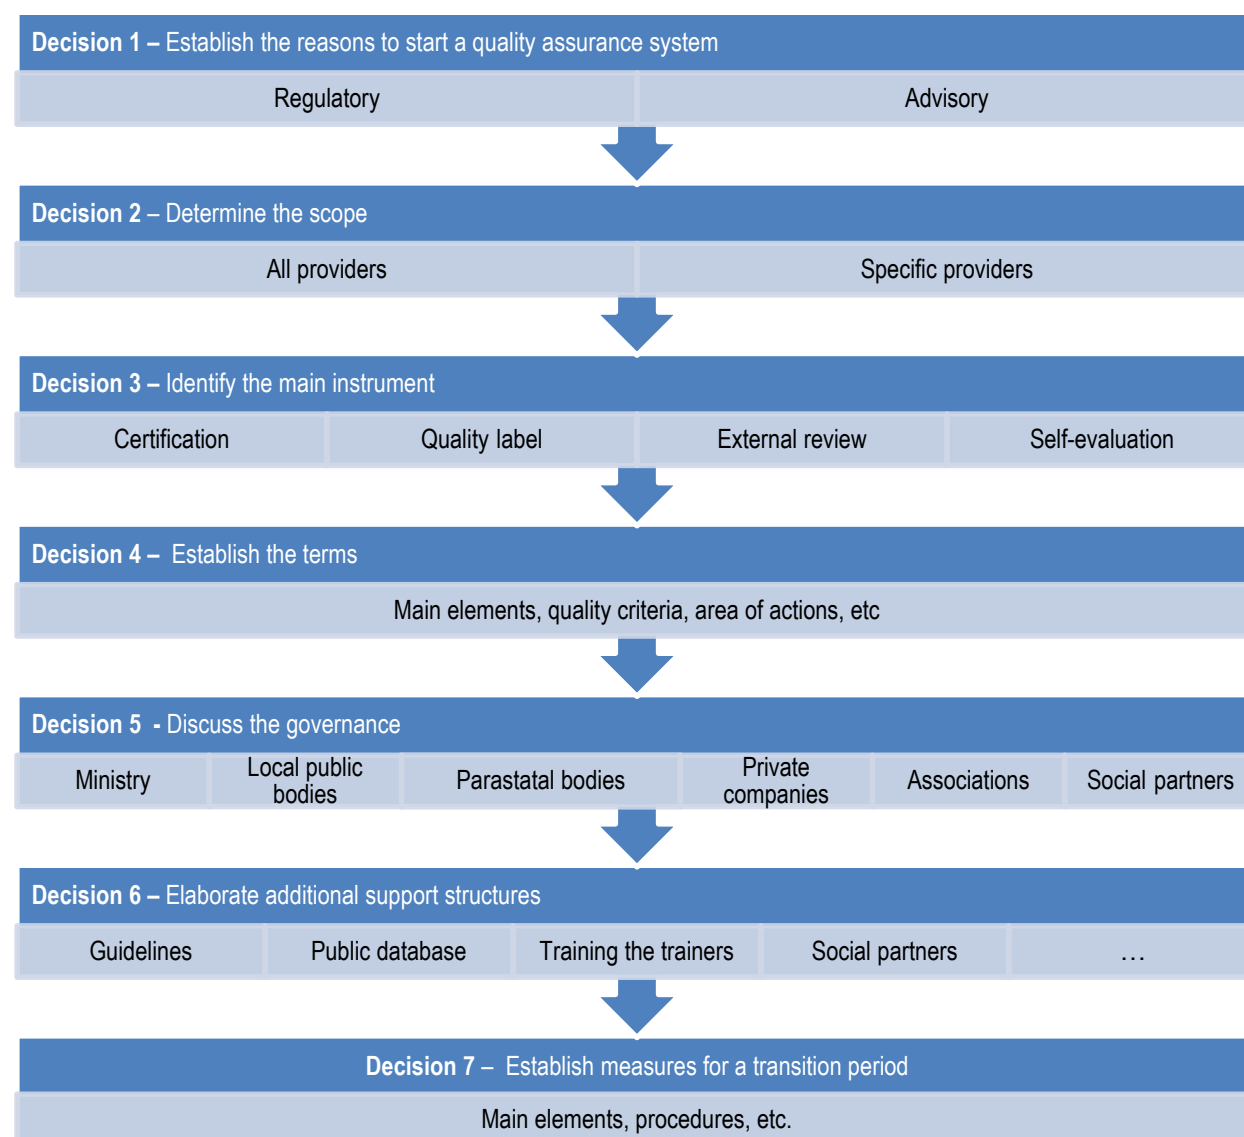 Decision 1 – Establish the reasons to start a quality assurance system
Regulatory
Advisory
Decision 2 – Determine the scope
All providers
Specific providers
Decision 3 – Identify the main instrument
Certification
Quality label
External review
Self-evaluation
Decision 4 – Establish the terms
Main elements, quality criteria, area of actions, etc
Decision 5 - Discuss the governance
Ministry
Local public
bodies
Parastatal bodies
Private
companies
Associations
Social partners
Decision 6 – Elaborate additional support structures
Guidelines
Public database
Training the trainers
Social partners
…
Decision 7 – Establish measures for a transition period
Main elements, procedures, etc.